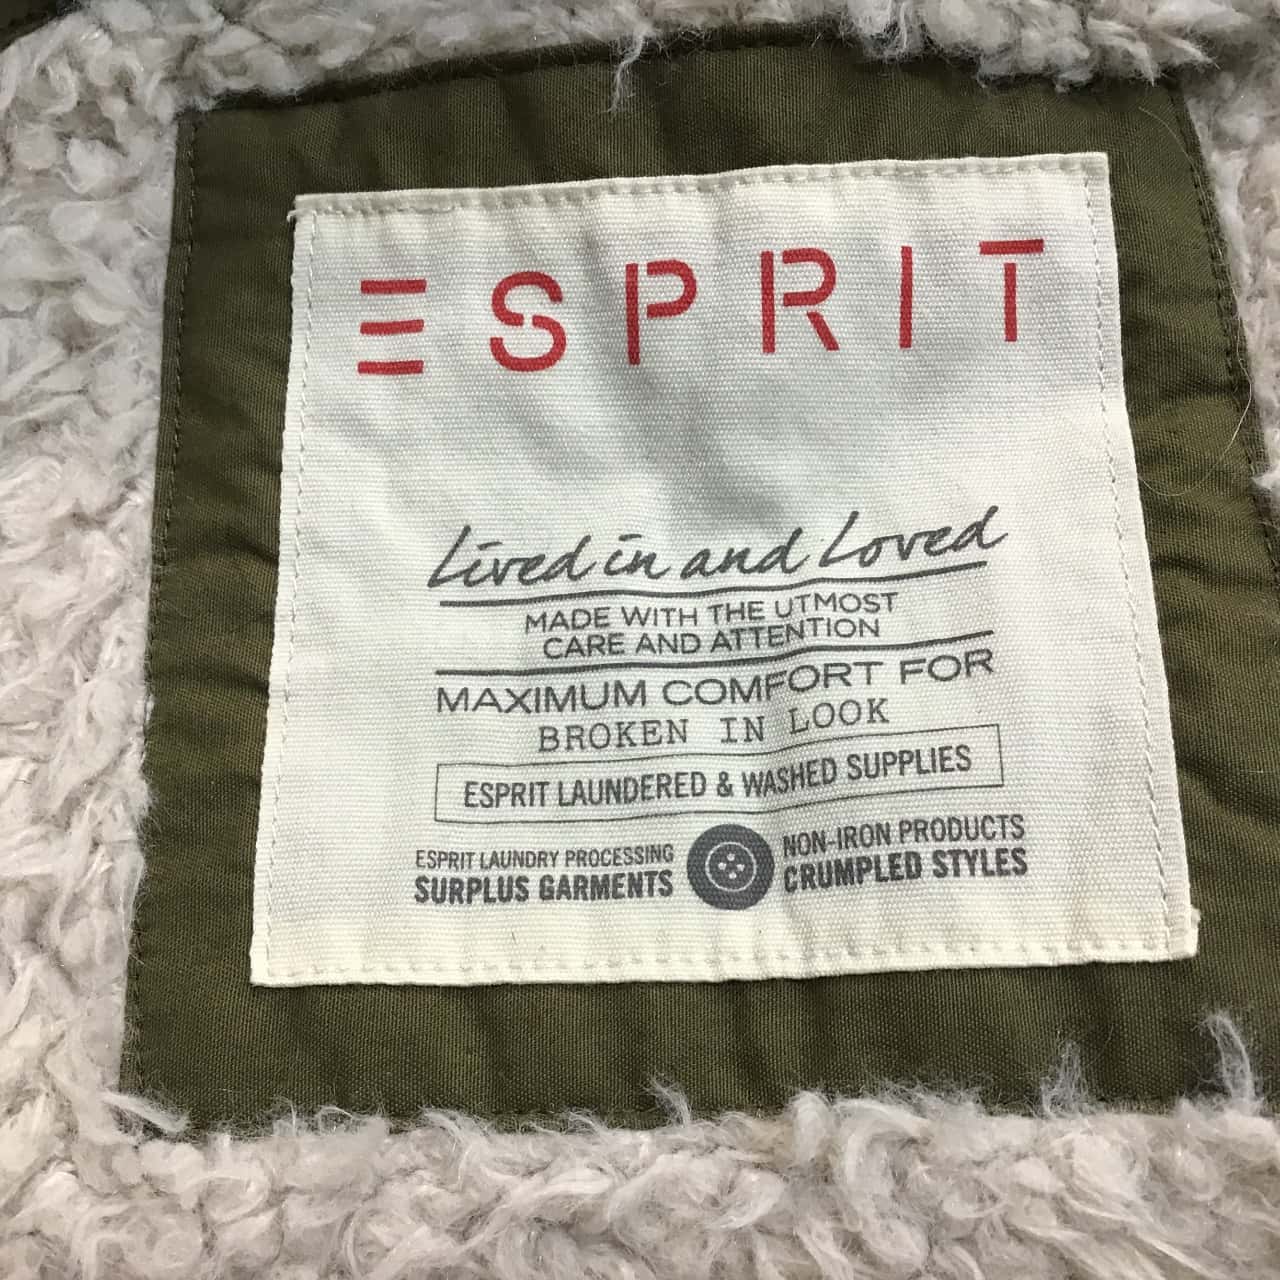 ESPRIT
Lived in and Loved
MADE WITH THE UTMOST
CARE AND ATTENTION
MAXIMUM COMFORT FOR
BROKEN IN LOOK
ESPRIT LAUNDERED & WASHED SUPPLIES
ESPRIT LAUNDRY PROCESSING
SURPLUS GARMENTS
NON-IRON PRODUCTS
CRUMPLED STYLES